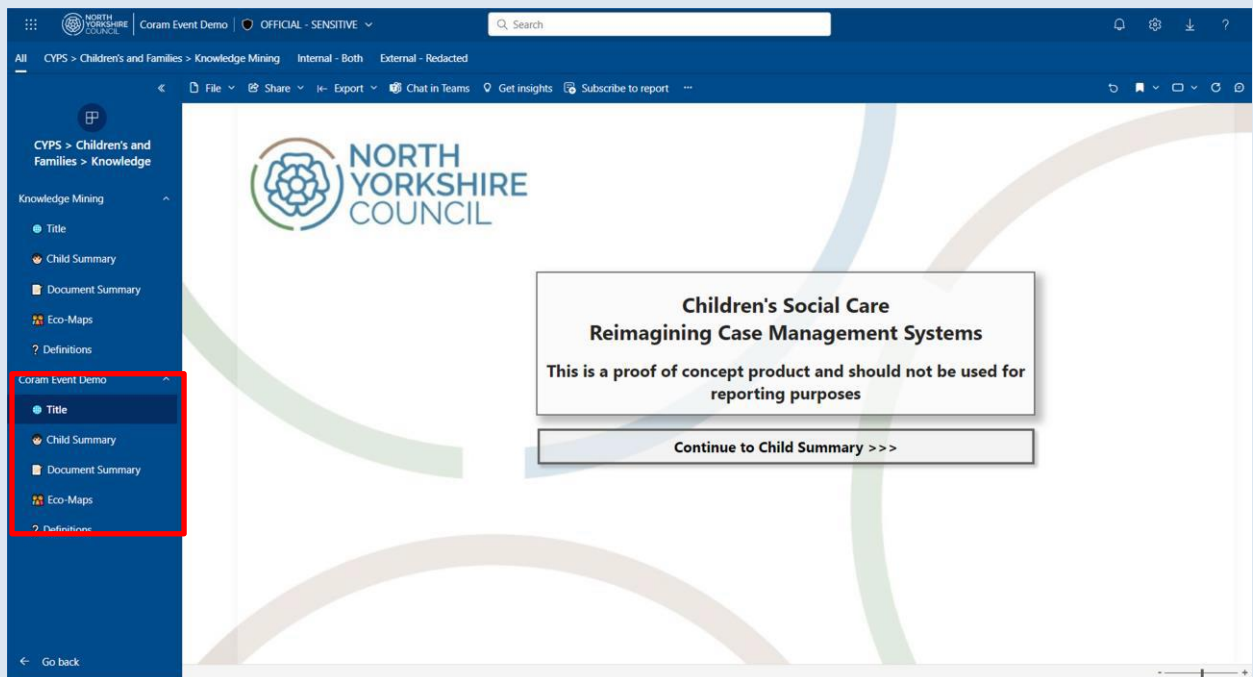 NORTH YORKSHIRE COUNCIL Coram Event Demo OFFICIAL - SENSITIVE Search ?
All CYPS > Children's and Families > Knowledge Mining Internal - Both External - Redacted
File Share Export Chat in Teams Get insights Subscribe to report ...
CYPS > Children's and
Families > Knowledge
Knowledge Mining
Title
Child Summary
Document Summary
Eco-Maps
? Definitions
Coram Event Demo
Title
Child Summary
Document Summary
Eco-Maps
? Definitions
Go back
NORTH
YORKSHIRE
COUNCIL
Children's Social Care
Reimagining Case Management Systems
This is a proof of concept product and should not be used for
reporting purposes
Continue to Child Summary >>>
- +